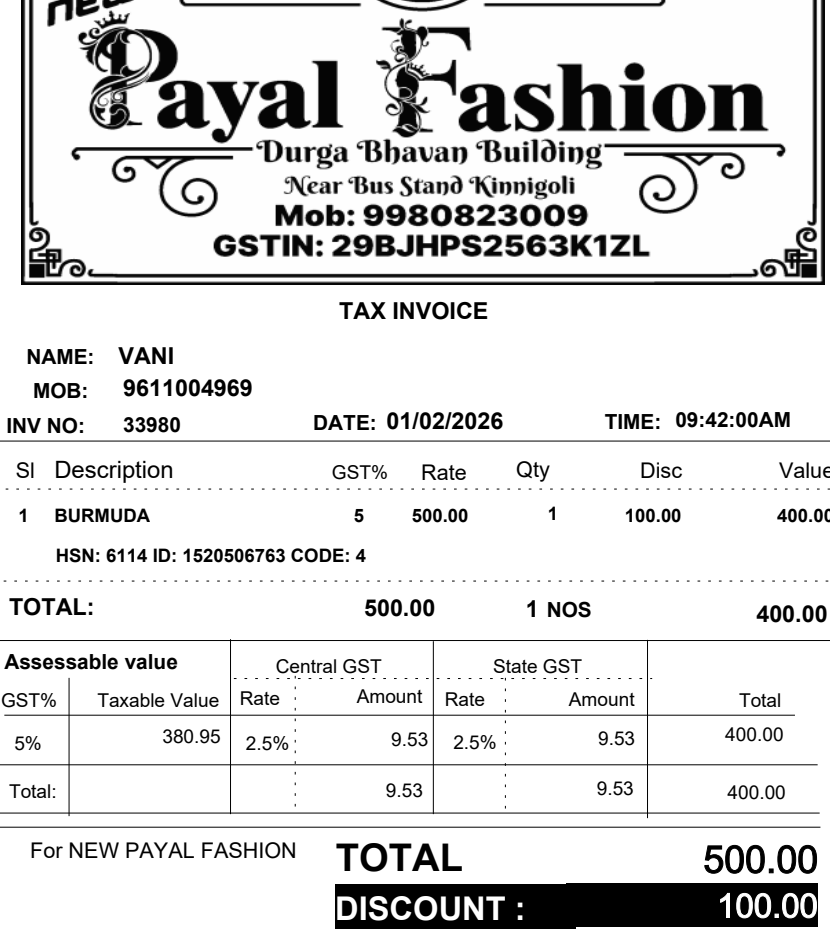 new
Payal Fashion
Durga Bhavan Building
Near Bus Stand Kinnigoli
Mob: 9980823009
GSTIN: 29BJHPS2563K1ZL
TAX INVOICE
NAME: VANI
MOB: 9611004969
INV NO: 33980 DATE: 01/02/2026 TIME: 09:42:00AM
Sl Description GST% Rate Qty Disc Value
1 BURMUDA 5 500.00 1 100.00 400.00
HSN: 6114 ID: 1520506763 CODE: 4
TOTAL: 500.00 1 NOS 400.00
Assessable value Central GST State GST
GST% Taxable Value Rate Amount Rate Amount Total
5% 380.95 2.5% 9.53 2.5% 9.53 400.00
Total: 9.53 9.53 400.00
For NEW PAYAL FASHION TOTAL 500.00
DISCOUNT : 100.00